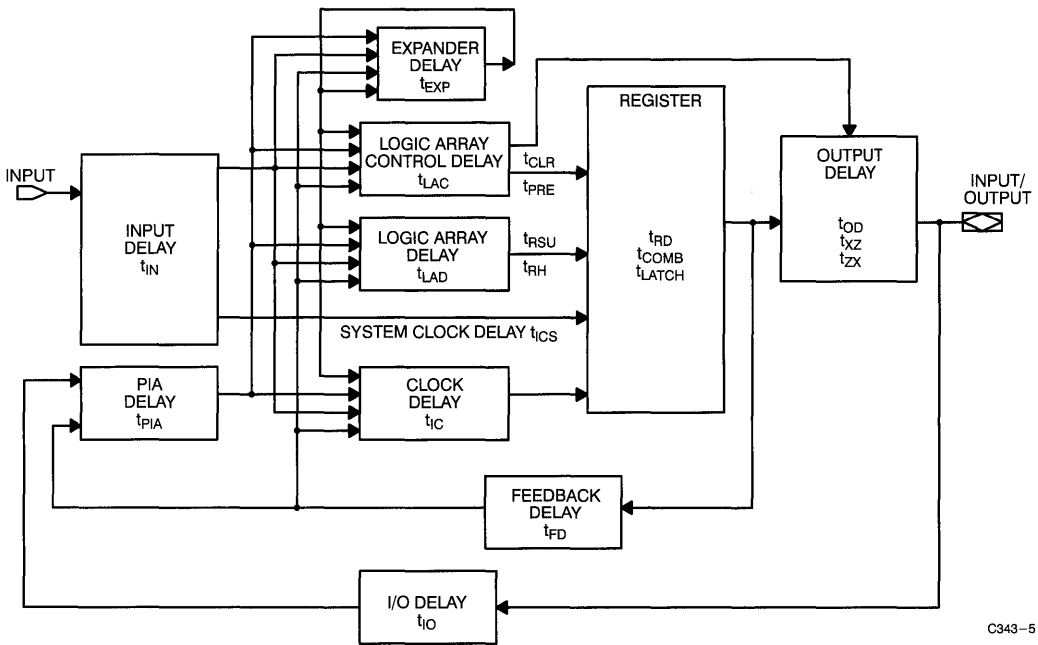 EXPANDER
DELAY
tEXP
REGISTER
LOGIC ARRAY
CONTROL DELAY
tLAC
tCLR
tPRE
OUTPUT
DELAY
tOD
tXZ
tZX
INPUT
INPUT/
OUTPUT
INPUT
DELAY
tIN
LOGIC ARRAY
DELAY
tLAD
tRSU
tRH
tRD
tCOMB
tLATCH
SYSTEM CLOCK DELAY tICS
PIA
DELAY
tPIA
CLOCK
DELAY
tIC
FEEDBACK
DELAY
tFD
I/O DELAY
tIO
C343–5